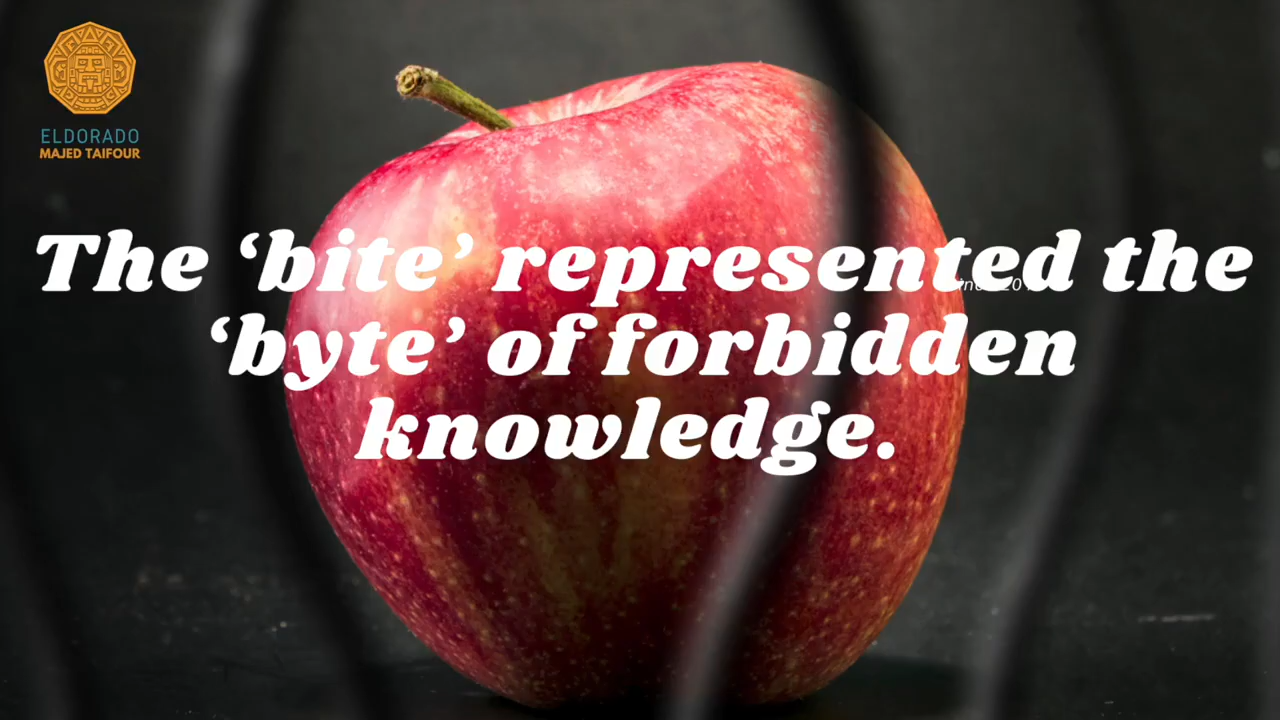 ELDORADO
MAJED TAIFOUR
The ‘bite’ represented the
‘byte’ of forbidden
knowledge.